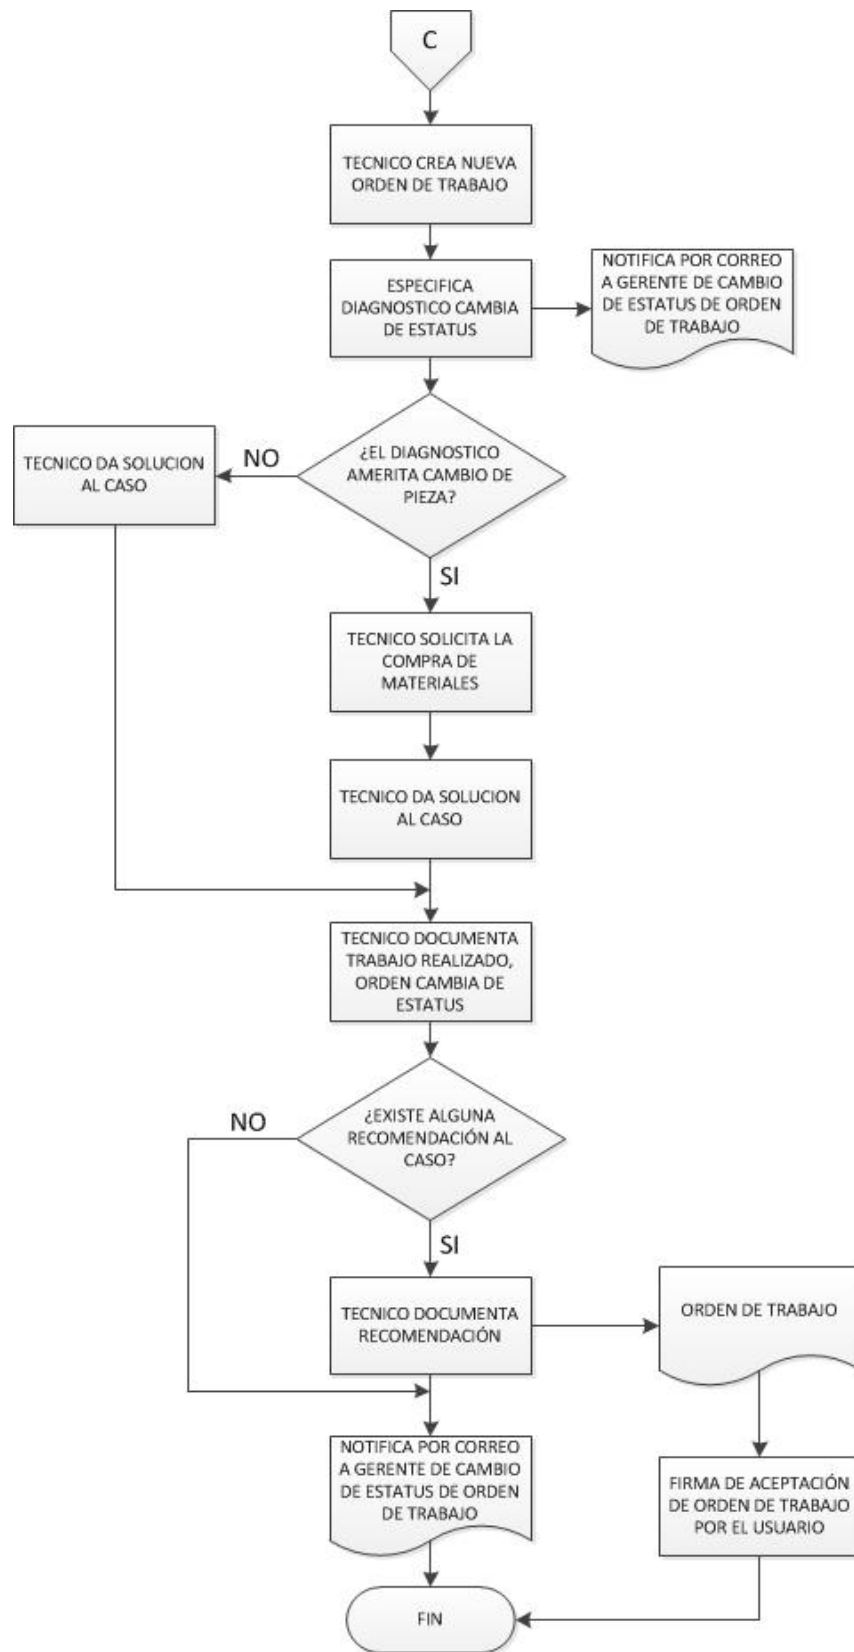 C
TECNICO CREA NUEVA
ORDEN DE TRABAJO
ESPECIFICA
DIAGNOSTICO CAMBIA
DE ESTATUS
NOTIFICA POR CORREO
A GERENTE DE CAMBIO
DE ESTATUS DE ORDEN
DE TRABAJO
¿EL DIAGNOSTICO
AMERITA CAMBIO DE
PIEZA?
NO
TECNICO DA SOLUCION
AL CASO
SI
TECNICO SOLICITA LA
COMPRA DE
MATERIALES
TECNICO DA SOLUCION
AL CASO
TECNICO DOCUMENTA
TRABAJO REALIZADO,
ORDEN CAMBIA DE
ESTATUS
¿EXISTE ALGUNA
RECOMENDACIÓN AL
CASO?
NO
SI
TECNICO DOCUMENTA
RECOMENDACIÓN
ORDEN DE TRABAJO
NOTIFICA POR CORREO
A GERENTE DE CAMBIO
DE ESTATUS DE ORDEN
DE TRABAJO
FIRMA DE ACEPTACIÓN
DE ORDEN DE TRABAJO
POR EL USUARIO
FIN